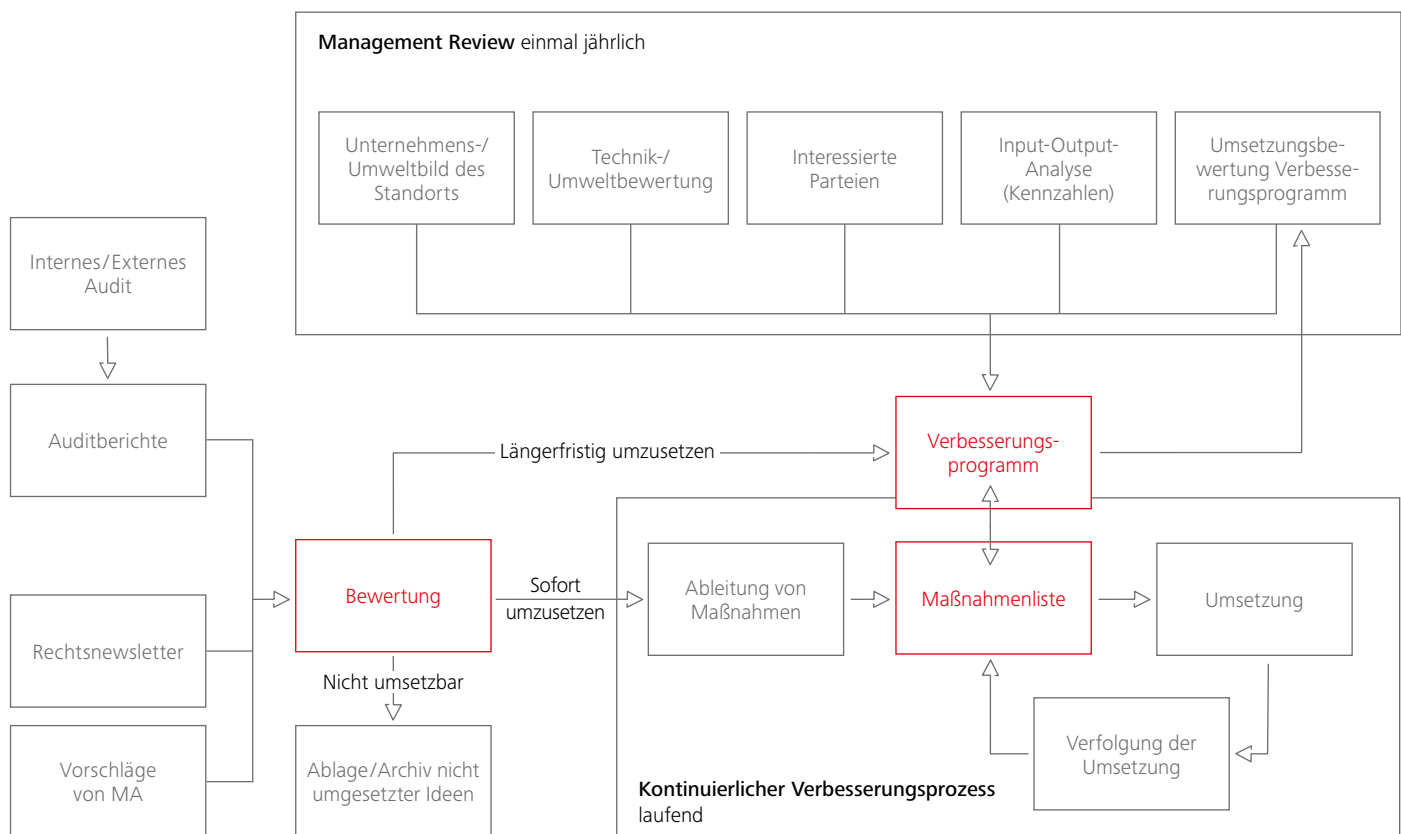 Management Review einmal jährlich
Unternehmens-/
Umweltbild des
Standorts
Technik-/
Umweltbewertung
Interessierte
Parteien
Input-Output-
Analyse
(Kennzahlen)
Umsetzungsbe-
wertung Verbesse-
rungsprogramm
Internes/Externes
Audit
Auditberichte
Längerfristig umzusetzen
Verbesserungs-
programm
Bewertung
Sofort
umzusetzen
Ableitung von
Maßnahmen
Maßnahmenliste
Umsetzung
Rechtsnewsletter
Nicht umsetzbar
Vorschläge
von MA
Ablage/Archiv nicht
umgesetzter Ideen
Verfolgung der
Umsetzung
Kontinuierlicher Verbesserungsprozess
laufend